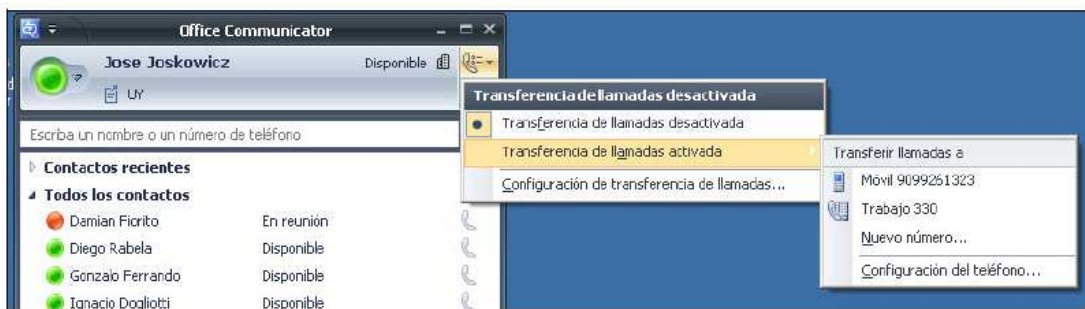 Office Communicator
Jose Joskowicz Disponible
UY
Escriba un nombre o un número de teléfono
Contactos recientes
Todos los contactos
Damian Fiorito En reunión
Diego Rabela Disponible
Gonzalo Ferrando Disponible
Ignacio Dogliotti Disponible
Transferencia de llamadas desactivada
Transferencia de llamadas desactivada
Transferencia de llamadas activada
Configuración de transferencia de llamadas...
Transferir llamadas a
Móvil 9099261323
Trabajo 330
Nuevo número...
Configuración del teléfono...